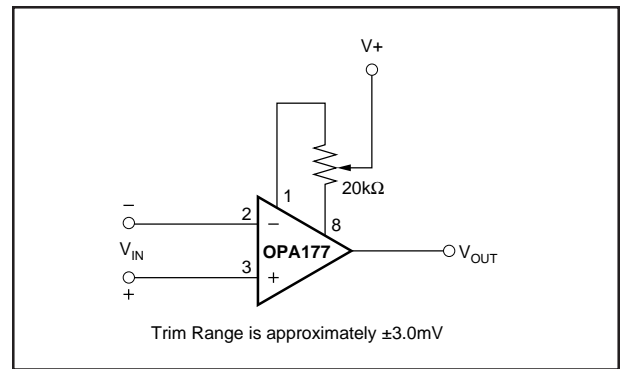 V+
20kΩ
1
8
–
2
–
V_IN
OPA177
V_OUT
3
+
+
Trim Range is approximately ±3.0mV